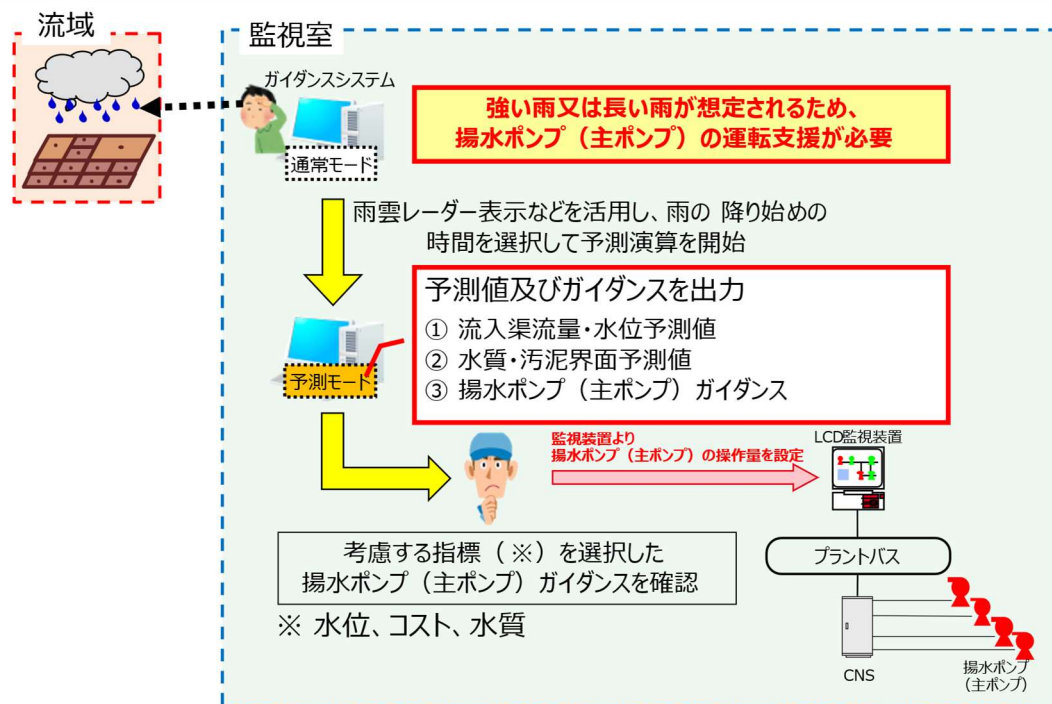 流域
監視室
ガイダンスシステム
通常モード
強い雨又は長い雨が想定されるため、
揚水ポンプ（主ポンプ）の運転支援が必要
雨雲レーダー表示などを活用し、雨の 降り始めの
時間を選択して予測演算を開始
予測モード
予測値及びガイダンスを出力
① 流入渠流量・水位予測値
② 水質・汚泥界面予測値
③ 揚水ポンプ（主ポンプ）ガイダンス
監視装置より
揚水ポンプ（主ポンプ）の操作量を設定
LCD監視装置
考慮する指標（ ※）を選択した
揚水ポンプ（主ポンプ）ガイダンスを確認
※ 水位、コスト、水質
プラントバス
CNS
揚水ポンプ
（主ポンプ）